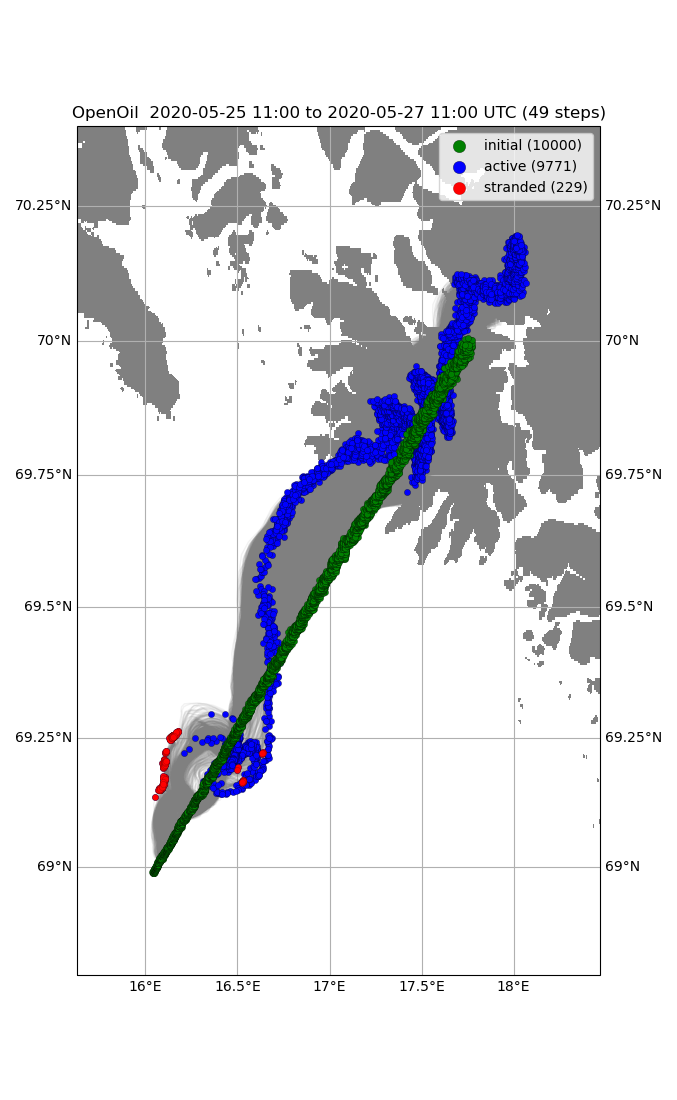 OpenOil  2020-05-25 11:00 to 2020-05-27 11:00 UTC (49 steps)
initial (10000)
active (9771)
stranded (229)
70.25°N 70.25°N
70°N 70°N
69.75°N 69.75°N
69.5°N 69.5°N
69.25°N 69.25°N
69°N 69°N
16°E 16.5°E 17°E 17.5°E 18°E